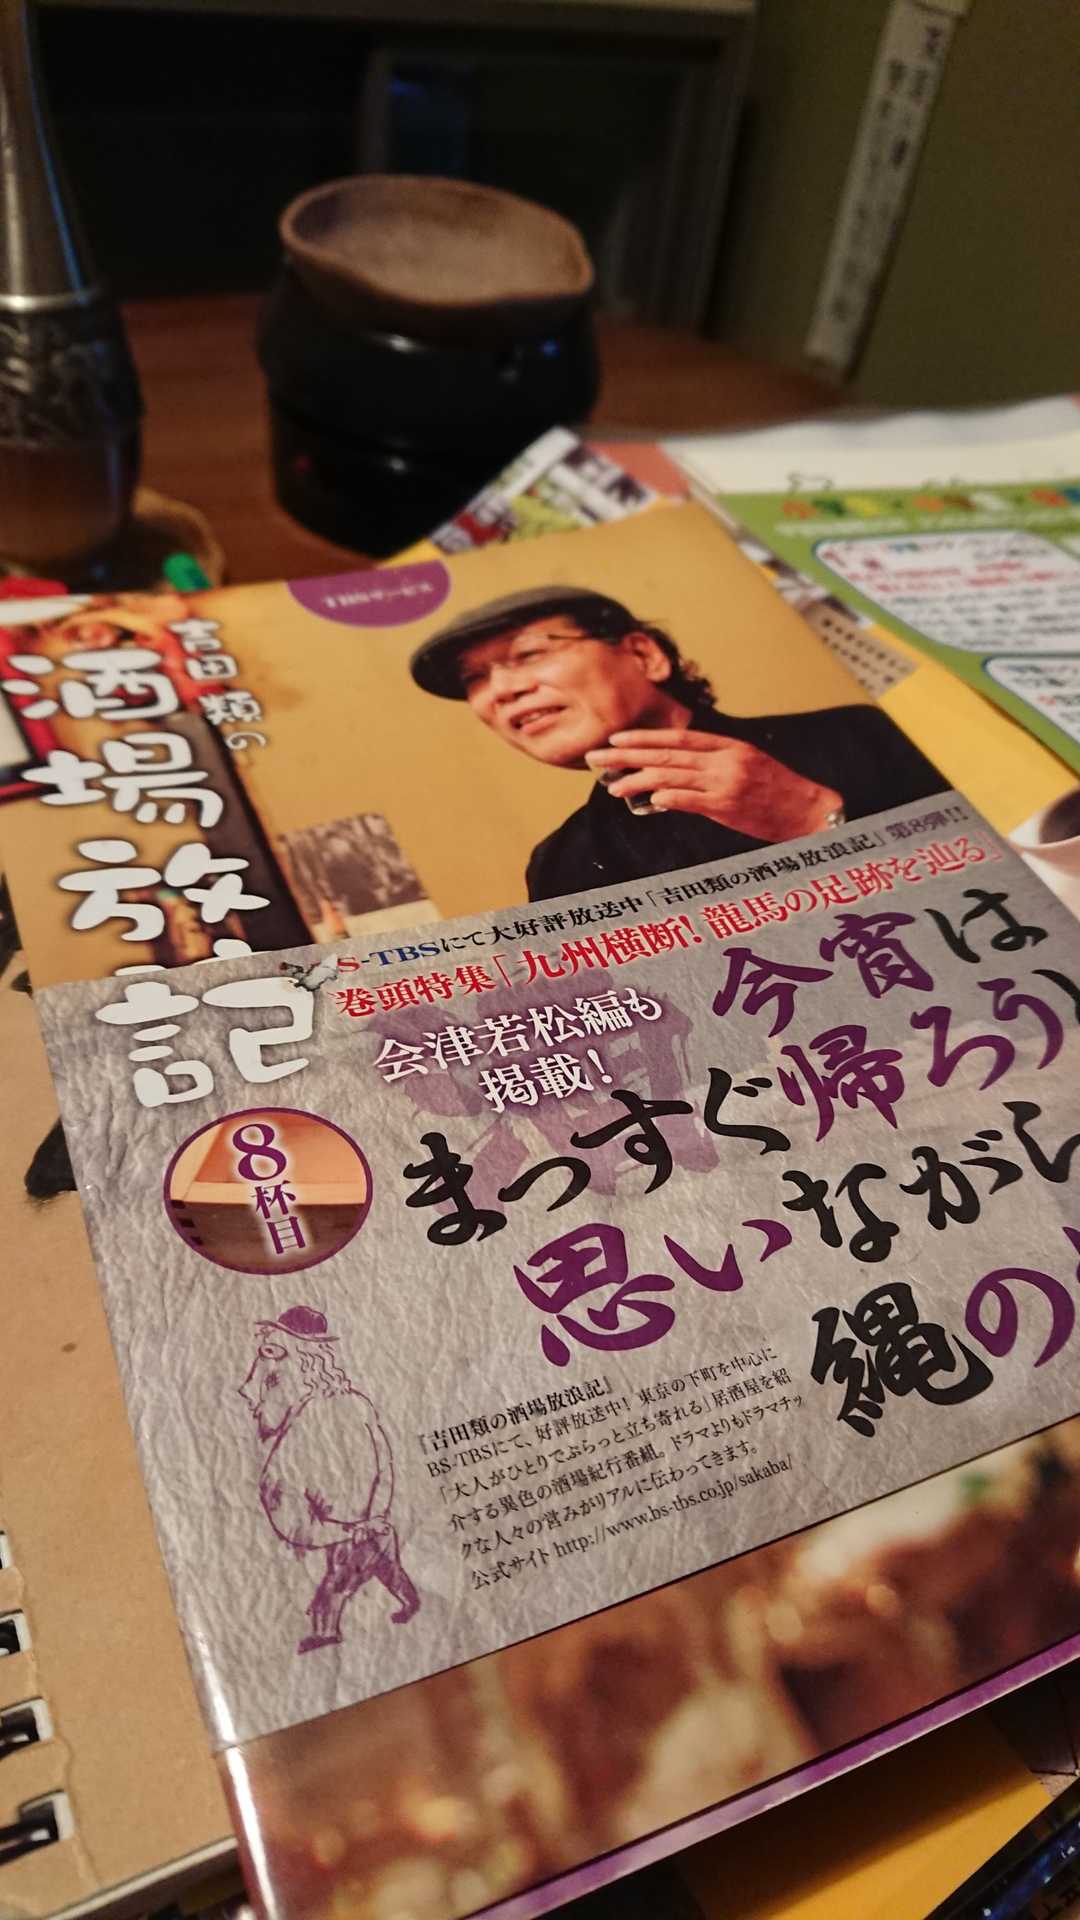 TBSサービス
吉田類の
酒場放浪記
BS-TBSにて大好評放送中「吉田類の酒場放浪記」第8弾!!
巻頭特集「九州横断!龍馬の足跡を辿る」
会津若松編も
掲載!
今宵は
まっすぐ帰ろう
思いながら
縄の
8
杯目
『吉田類の酒場放浪記』
BS-TBSにて、好評放送中!東京の下町を中心に
「大人がひとりでぶらっと立ち寄れる」居酒屋を紹
介する異色の酒場紀行番組。ドラマよりもドラマチッ
クな人々の営みがリアルに伝わってきます。
公式サイト http://www.bs-tbs.co.jp/sakaba/